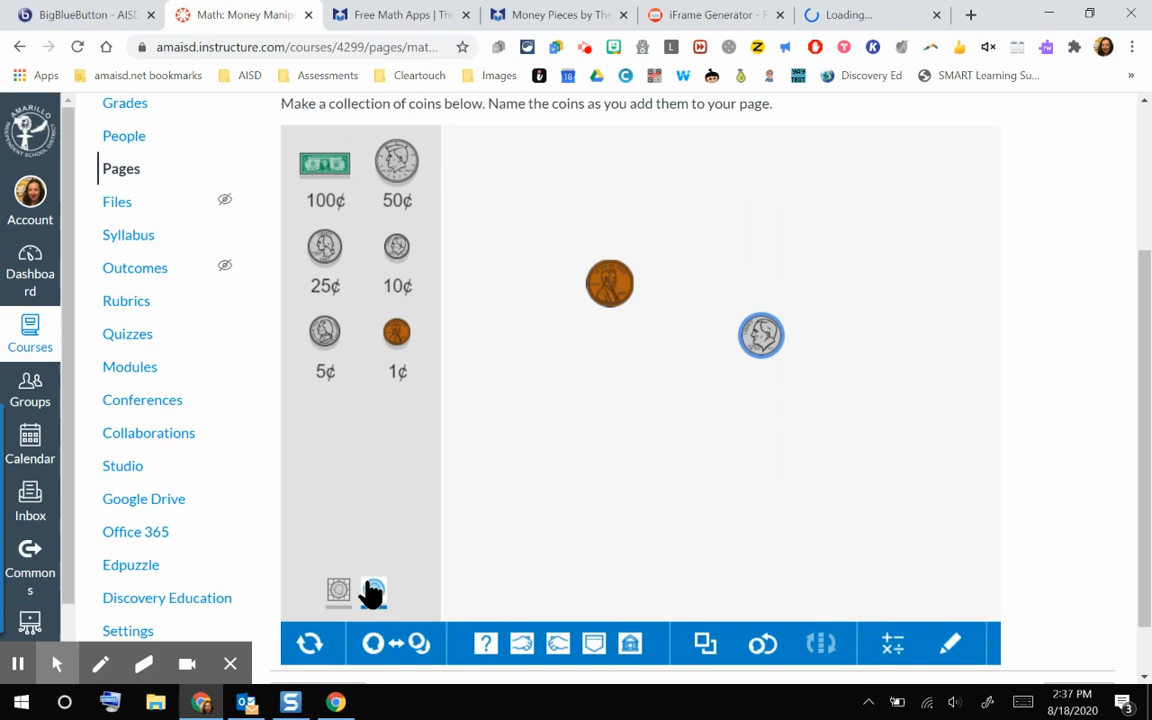 BigBlueButton - AISD
Math: Money Manip
Free Math Apps | The
Money Pieces by The
iFrame Generator - F
Loading...
amaisd.instructure.com/courses/4299/pages/mat...
Apps
amaisd.net bookmarks
AISD
Assessments
Cleartouch
Images
Discovery Ed
SMART Learning Su...
AMARILLO
Account
Dashboa
rd
Courses
Groups
Calendar
Inbox
Common
s
Grades
People
Pages
Files
Syllabus
Outcomes
Rubrics
Quizzes
Modules
Conferences
Collaborations
Studio
Google Drive
Office 365
Edpuzzle
Discovery Education
Settings
Make a collection of coins below. Name the coins as you add them to your page.
100¢ 50¢
25¢ 10¢
5¢ 1¢
2:37 PM
8/18/2020